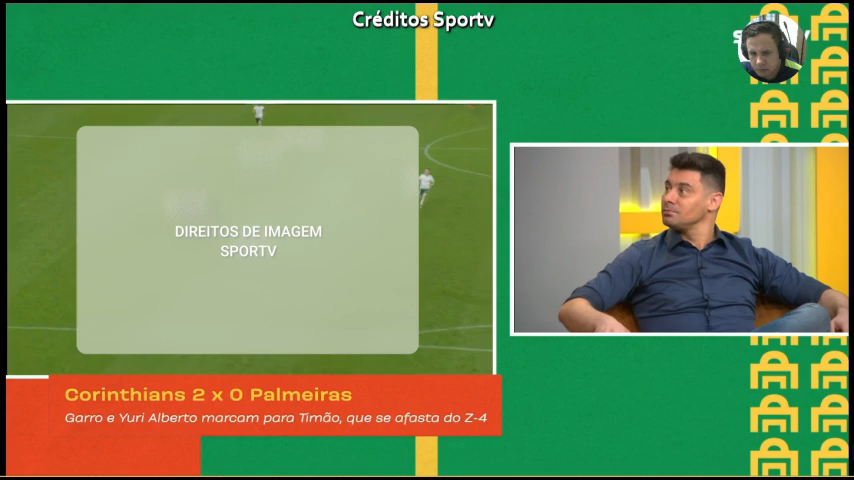 Créditos Sportv
DIREITOS DE IMAGEM
SPORTV
Corinthians 2 x 0 Palmeiras
Garro e Yuri Alberto marcam para Timão, que se afasta do Z-4